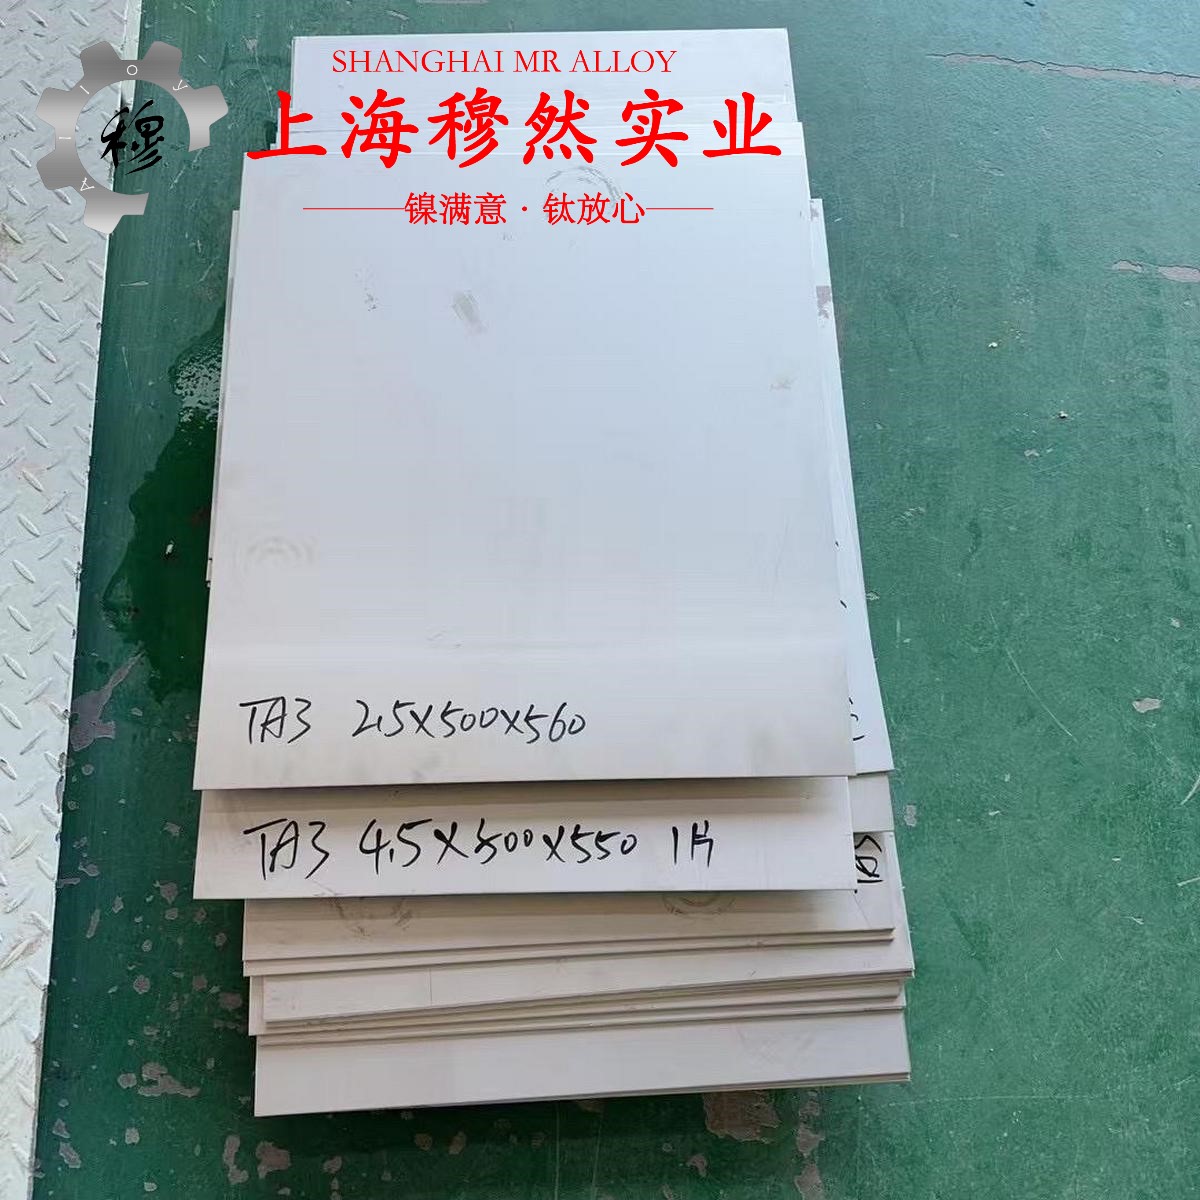 SHANGHAI MR ALLOY
上海穆然实业
镍满意·钛放心
穆
TA3 2.5X500X560
TA3 4.5X500X550 1片